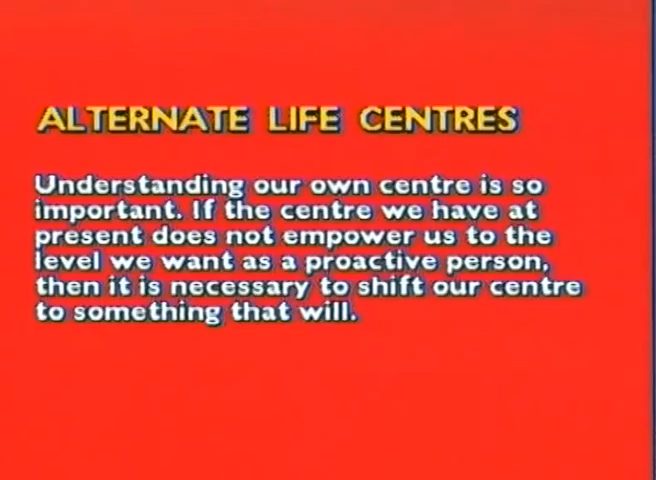 ALTERNATE LIFE CENTRES
Understanding our own centre is so
important. If the centre we have at
present does not empower us to the
level we want as a proactive person,
then it is necessary to shift our centre
to something that will.